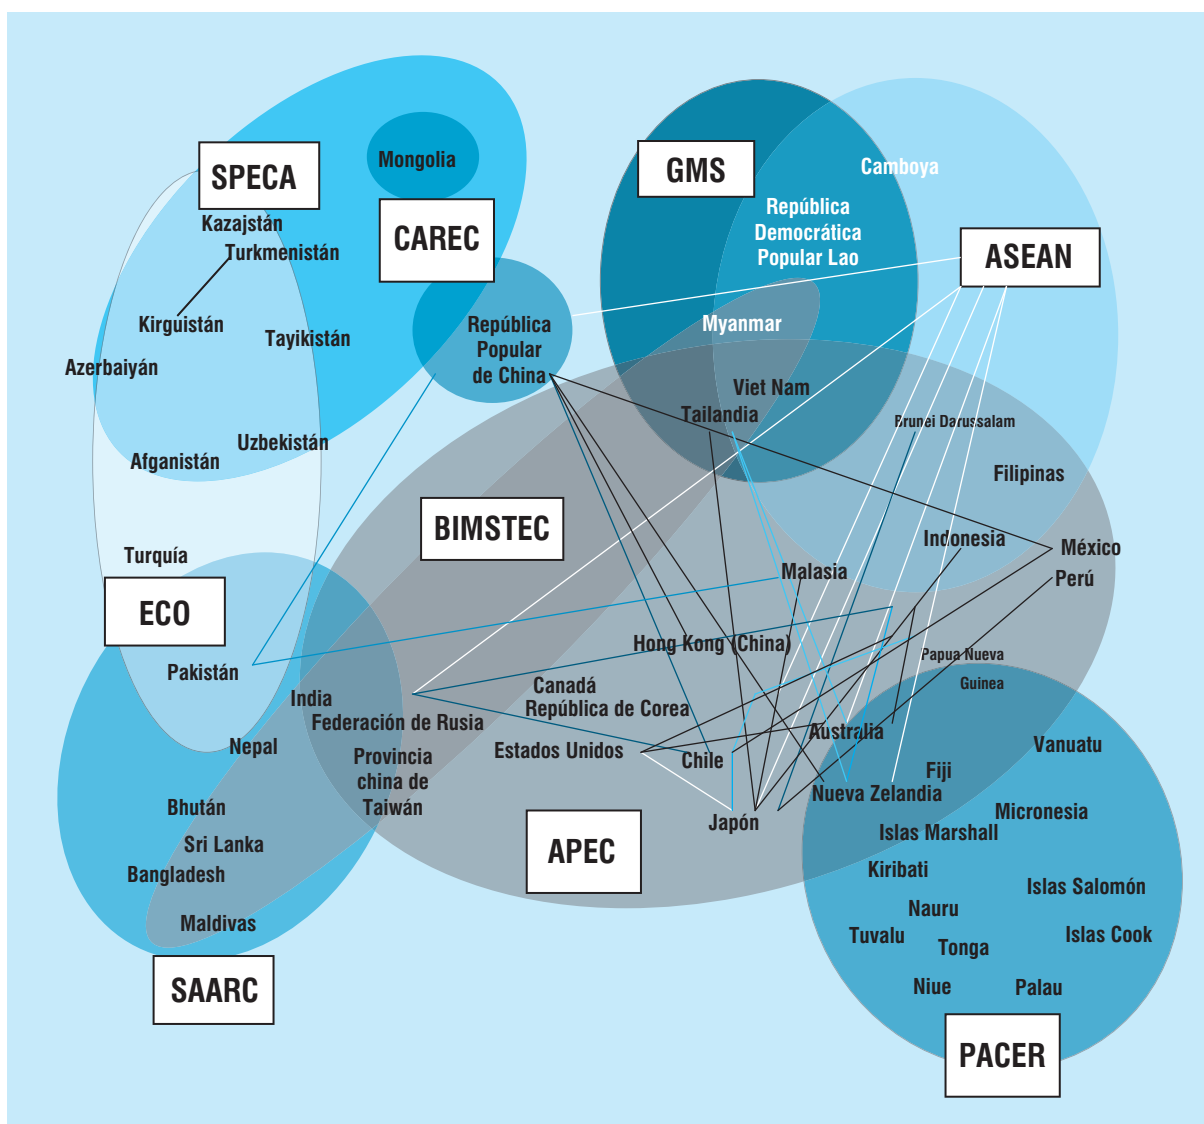 Mongolia
SPECA
GMS
Camboya
Kazajstán
CAREC
República
Democrática
Popular Lao
Turkmenistán
ASEAN
Kirguistán
Tayikistán
República
Popular
de China
Myanmar
Azerbaiyán
Viet Nam
Tailandia
Brunei Darussalam
Uzbekistán
Afganistán
Filipinas
BIMSTEC
Turquía
Indonesia
México
Malasia
Perú
ECO
Hong Kong (China)
Papua Nueva
Guinea
Pakistán
India
Canadá
República de Corea
Federación de Rusia
Australia
Vanuatu
Nepal
Estados Unidos
Chile
Provincia
china de
Taiwán
Fiji
Nueva Zelandia
Bhután
Micronesia
Japón
Islas Marshall
Sri Lanka
APEC
Bangladesh
Kiribati
Islas Salomón
Nauru
Maldivas
Tuvalu
Tonga
Islas Cook
SAARC
Niue
Palau
PACER